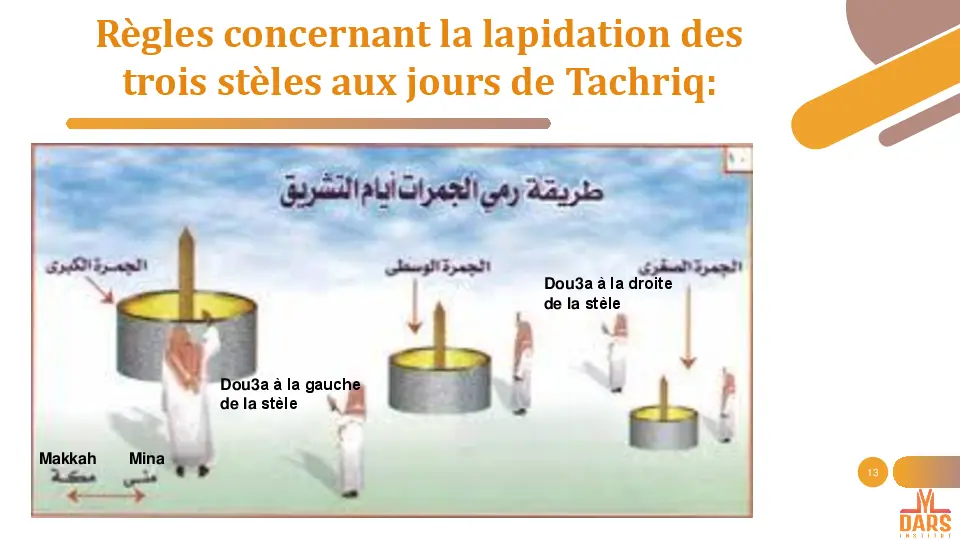 Règles concernant la lapidation des
trois stèles aux jours de Tachriq:
١٠
طريقة رمي الجمرات أيام التشريق
الجمرة الكبرى
الجمرة الوسطى
الجمرة الصغرى
Dou3a à la droite
de la stèle
Dou3a à la gauche
de la stèle
Makkah Mina
مكة منى
13
DARS
INSTITUT